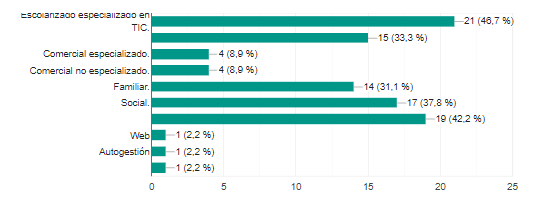 Escolarizado especializado en
TIC.
21 (46,7 %)
15 (33,3 %)
Comercial especializado.
4 (8,9 %)
Comercial no especializado.
4 (8,9 %)
Familiar.
14 (31,1 %)
Social.
17 (37,8 %)
19 (42,2 %)
Web
1 (2,2 %)
Autogestión
1 (2,2 %)
1 (2,2 %)
0
5
10
15
20
25